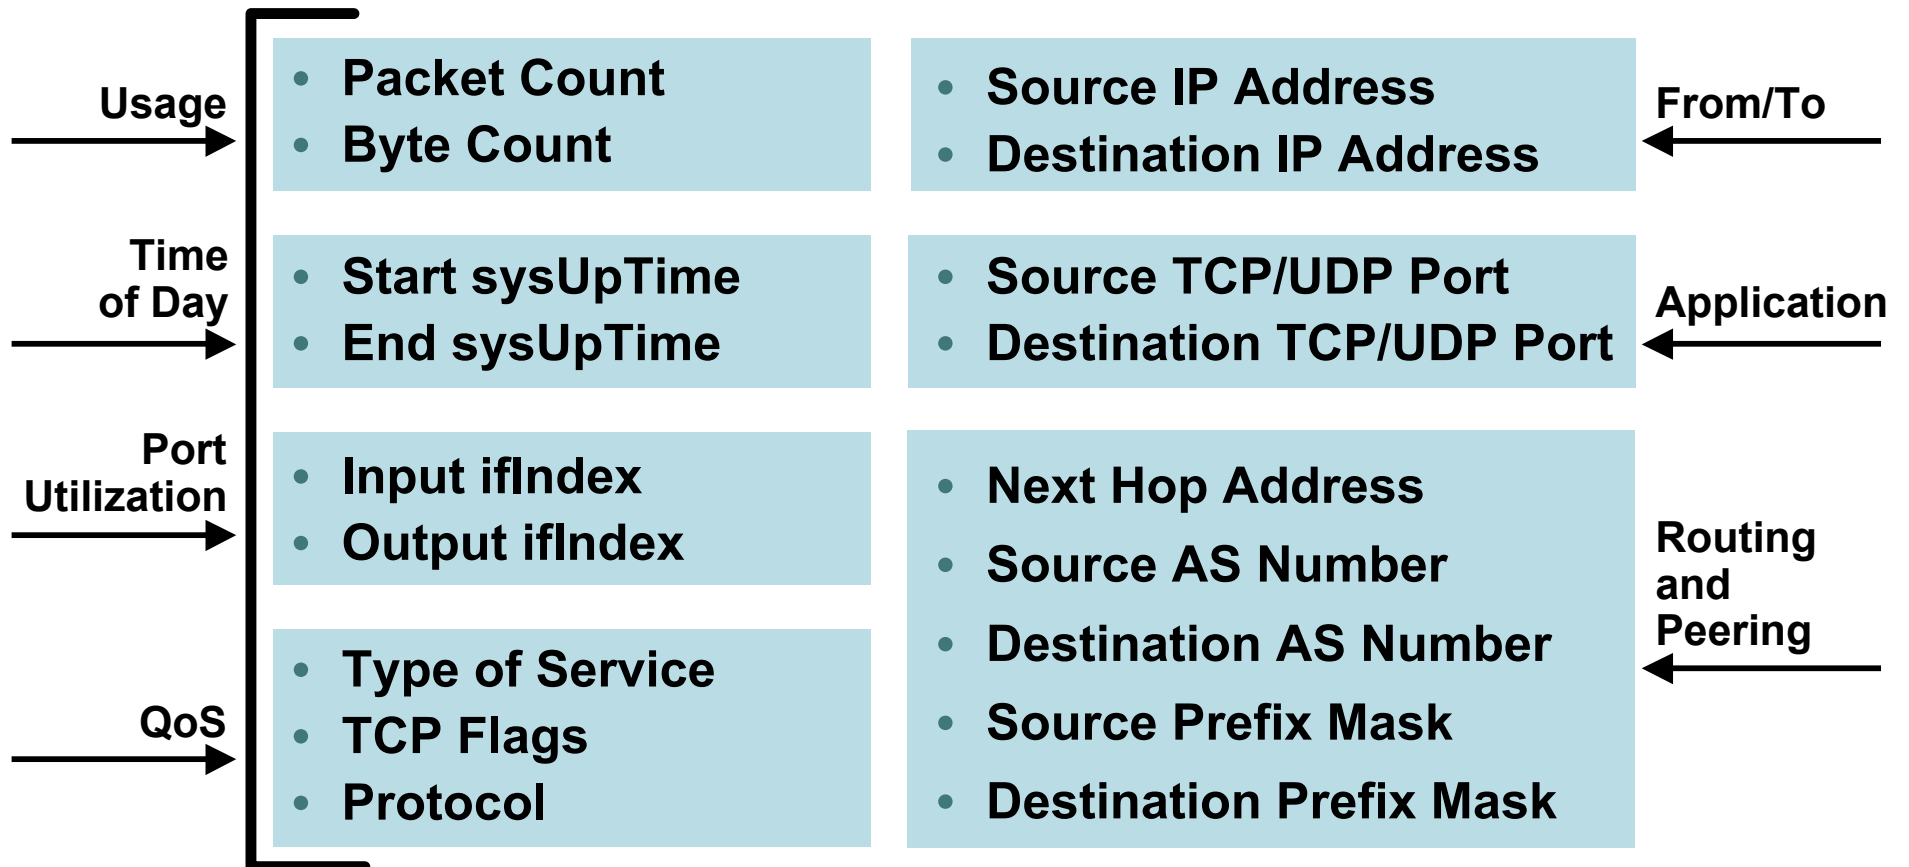 Usage
• Packet Count
• Byte Count
• Source IP Address
• Destination IP Address
From/To
Time
of Day
• Start sysUpTime
• End sysUpTime
• Source TCP/UDP Port
• Destination TCP/UDP Port
Application
Port
Utilization
• Input ifIndex
• Output ifIndex
QoS
• Type of Service
• TCP Flags
• Protocol
• Next Hop Address
• Source AS Number
• Destination AS Number
• Source Prefix Mask
• Destination Prefix Mask
Routing
and
Peering